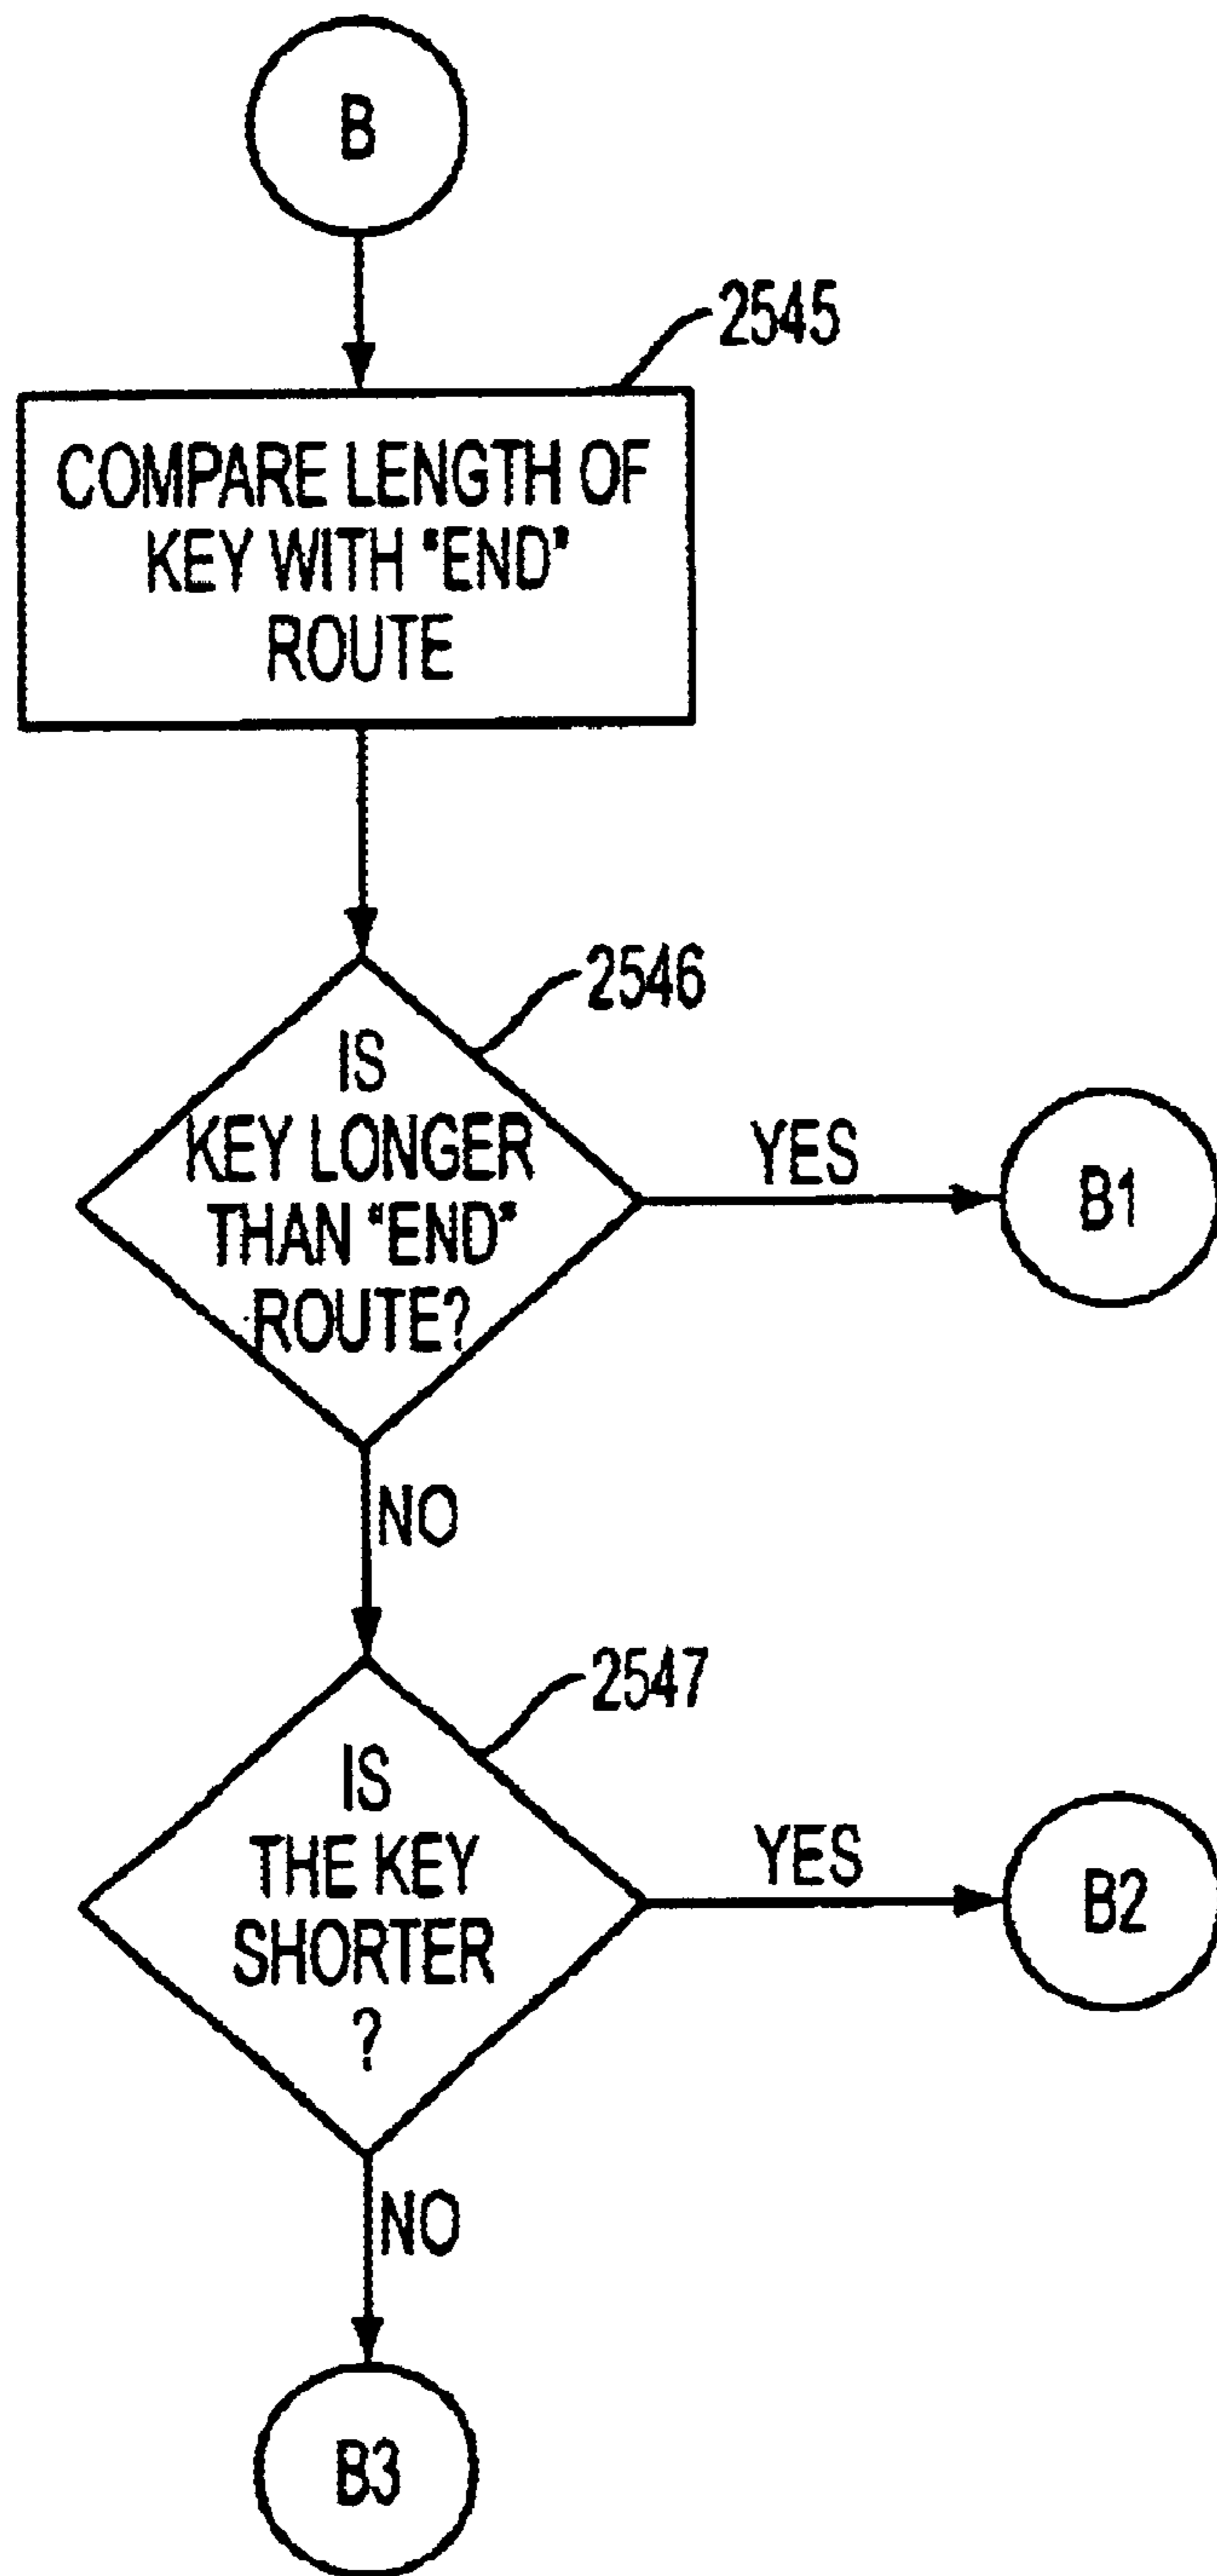 B
2545
COMPARE LENGTH OF
KEY WITH "END"
ROUTE
2546
IS
KEY LONGER
THAN "END"
ROUTE?
YES
B1
NO
2547
IS
THE KEY
SHORTER
?
YES
B2
NO
B3